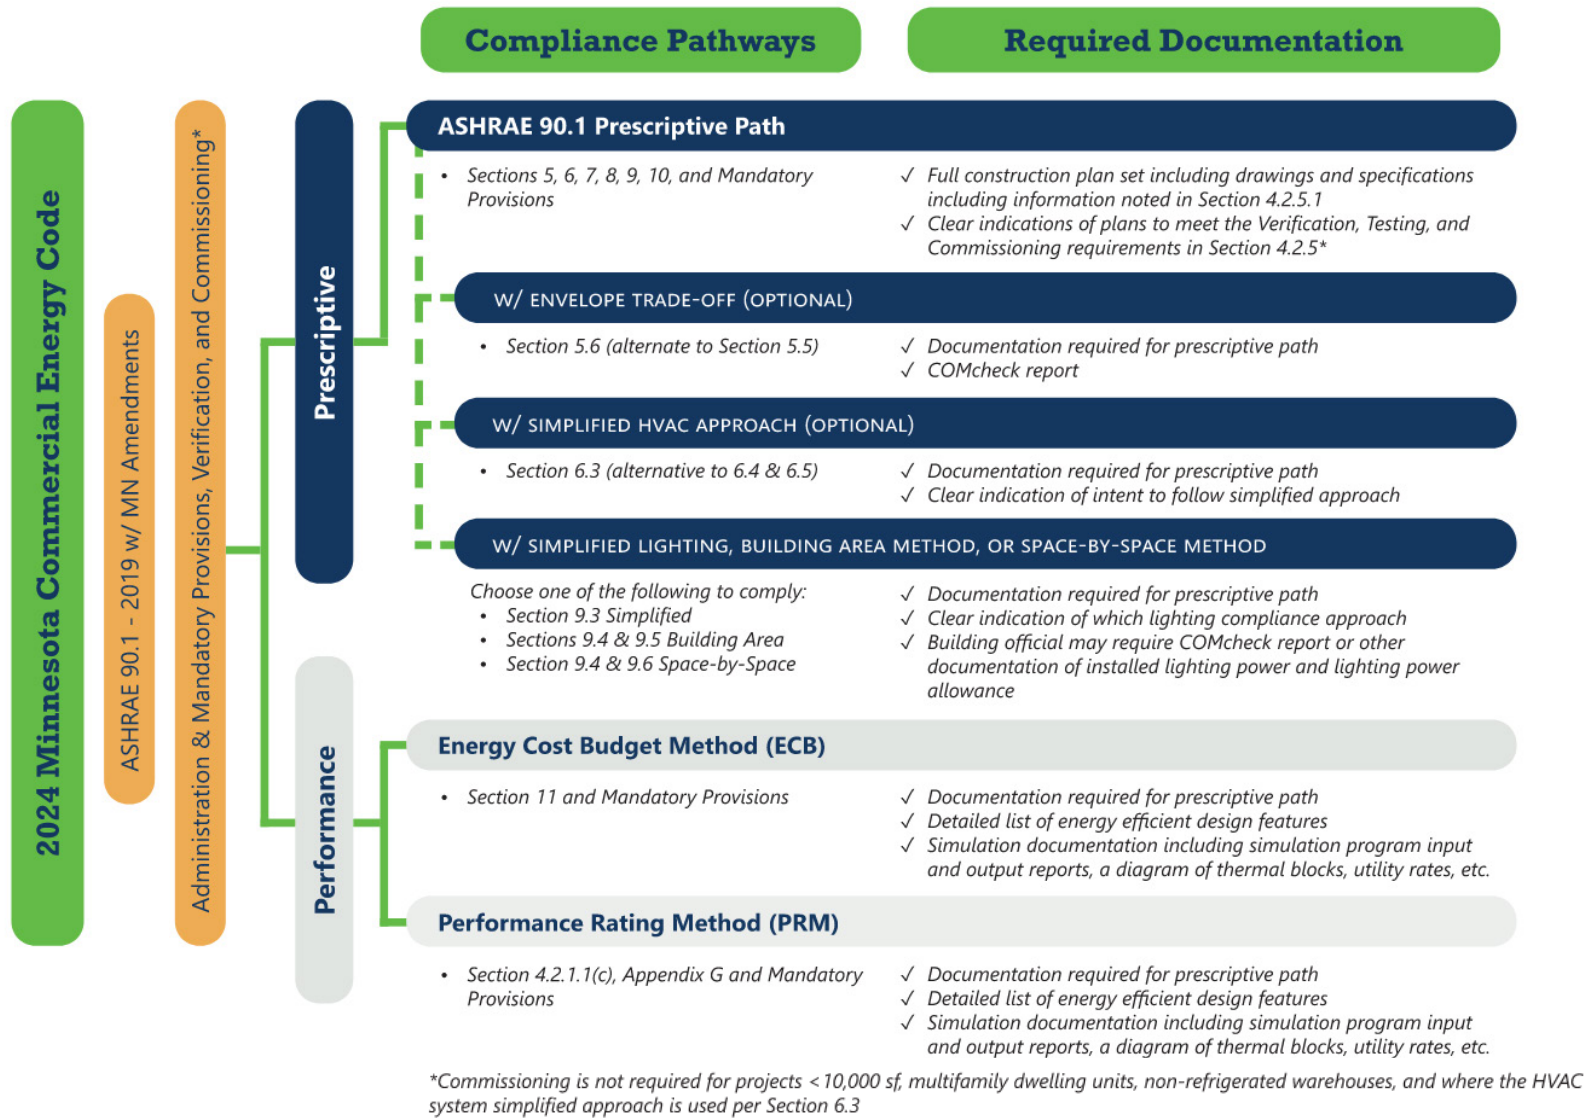 Compliance Pathways
Required Documentation
2024 Minnesota Commercial Energy Code
ASHRAE 90.1 - 2019 w/ MN Amendments
Administration & Mandatory Provisions, Verification, and Commissioning*
Prescriptive
ASHRAE 90.1 Prescriptive Path
• Sections 5, 6, 7, 8, 9, 10, and Mandatory
Provisions
✓ Full construction plan set including drawings and specifications
including information noted in Section 4.2.5.1
✓ Clear indications of plans to meet the Verification, Testing, and
Commissioning requirements in Section 4.2.5*
W/ ENVELOPE TRADE-OFF (OPTIONAL)
• Section 5.6 (alternate to Section 5.5)
✓ Documentation required for prescriptive path
✓ COMcheck report
W/ SIMPLIFIED HVAC APPROACH (OPTIONAL)
• Section 6.3 (alternative to 6.4 & 6.5)
✓ Documentation required for prescriptive path
✓ Clear indication of intent to follow simplified approach
W/ SIMPLIFIED LIGHTING, BUILDING AREA METHOD, OR SPACE-BY-SPACE METHOD
Choose one of the following to comply:
• Section 9.3 Simplified
• Sections 9.4 & 9.5 Building Area
• Section 9.4 & 9.6 Space-by-Space
✓ Documentation required for prescriptive path
✓ Clear indication of which lighting compliance approach
✓ Building official may require COMcheck report or other
documentation of installed lighting power and lighting power
allowance
Performance
Energy Cost Budget Method (ECB)
• Section 11 and Mandatory Provisions
✓ Documentation required for prescriptive path
✓ Detailed list of energy efficient design features
✓ Simulation documentation including simulation program input
and output reports, a diagram of thermal blocks, utility rates, etc.
Performance Rating Method (PRM)
• Section 4.2.1.1(c), Appendix G and Mandatory
Provisions
✓ Documentation required for prescriptive path
✓ Detailed list of energy efficient design features
✓ Simulation documentation including simulation program input
and output reports, a diagram of thermal blocks, utility rates, etc.
*Commissioning is not required for projects <10,000 sf, multifamily dwelling units, non-refrigerated warehouses, and where the HVAC
system simplified approach is used per Section 6.3